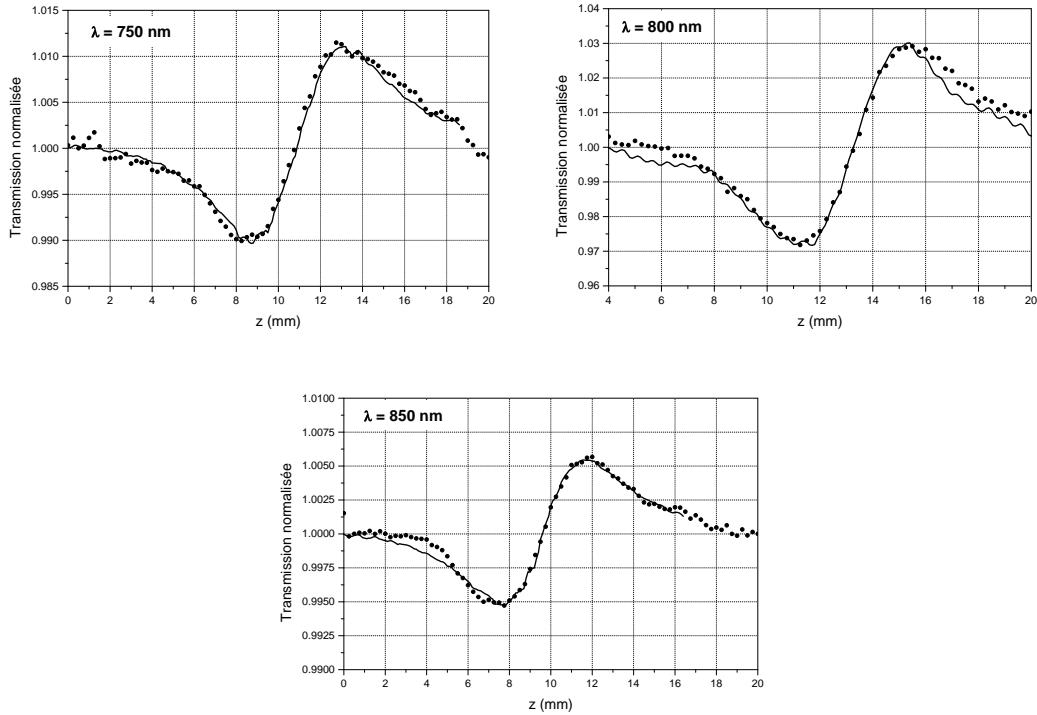 λ = 750 nm
Transmission normalisée
1.015
1.010
1.005
1.000
0.995
0.990
0.985
0 2 4 6 8 10 12 14 16 18 20
z (mm)
λ = 800 nm
Transmission normalisée
1.04
1.03
1.02
1.01
1.00
0.99
0.98
0.97
0.96
4 6 8 10 12 14 16 18 20
z (mm)
λ = 850 nm
Transmission normalisée
1.0100
1.0075
1.0050
1.0025
1.0000
0.9975
0.9950
0.9925
0.9900
0 2 4 6 8 10 12 14 16 18 20
z (mm)